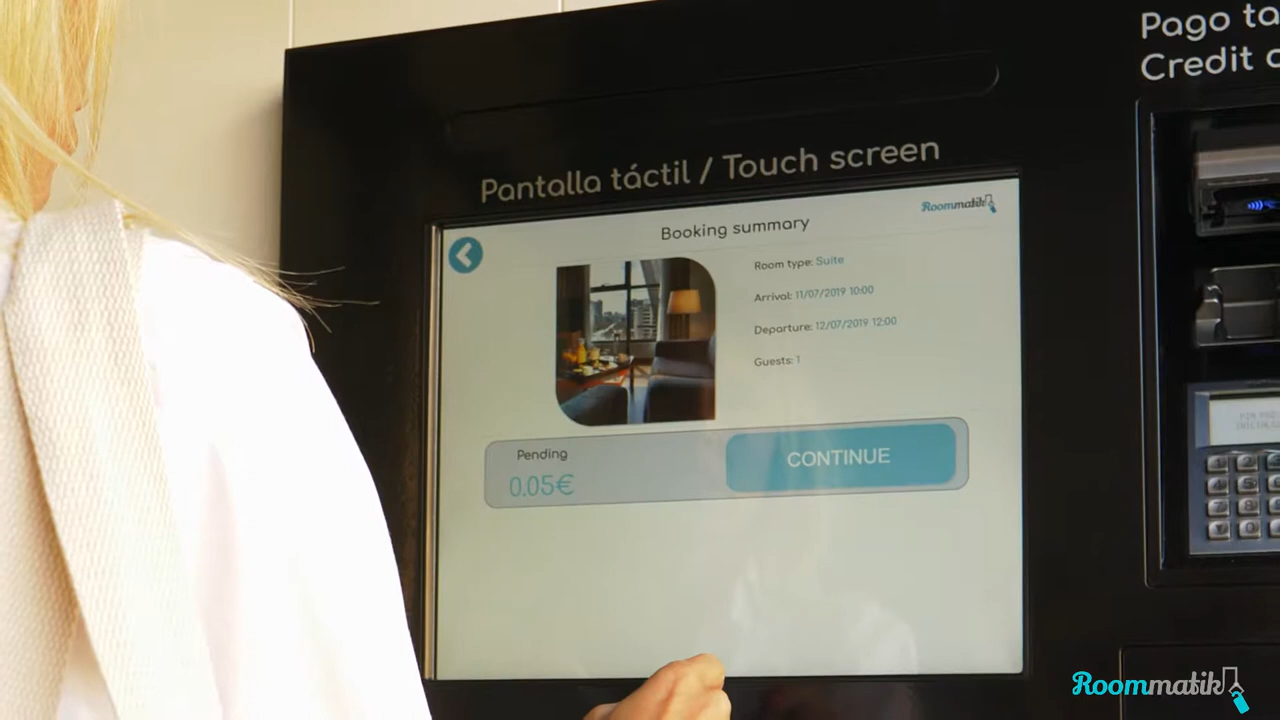 Pago ta
Credit c
Pantalla táctil / Touch screen
Roommatik
Booking summary
Room type: Suite
Arrival: 11/07/2019 10:00
Departure: 12/07/2019 12:00
Guests: 1
Pending
0.05€
CONTINUE
Roommatik